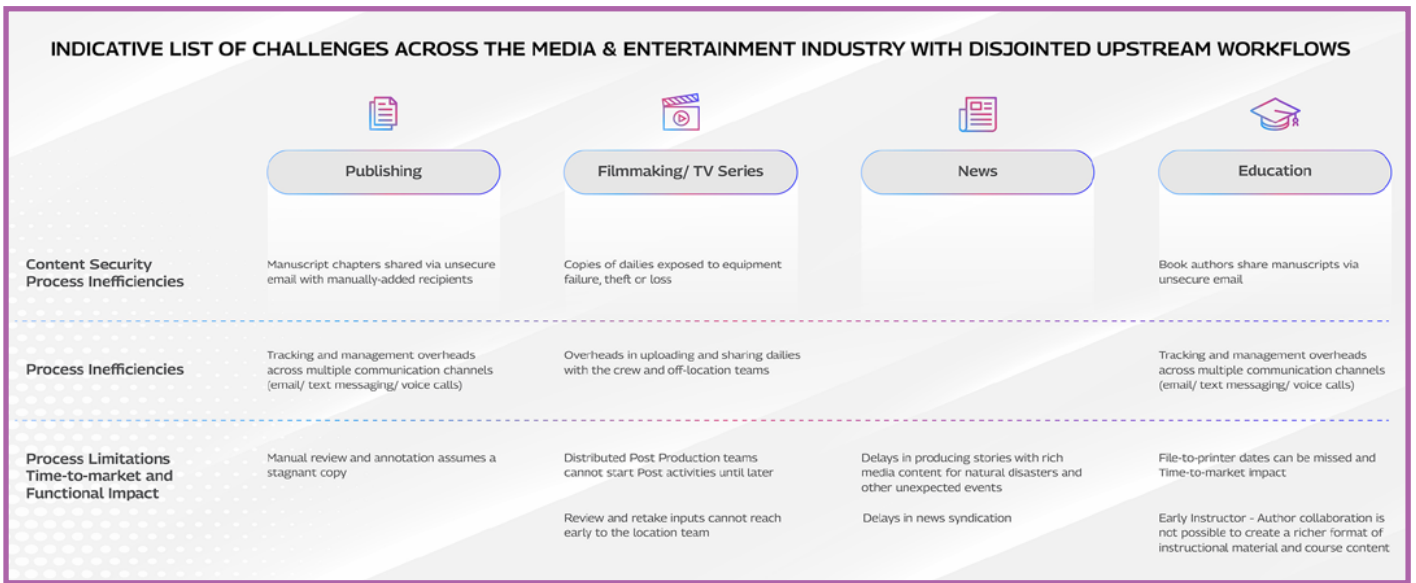 INDICATIVE LIST OF CHALLENGES ACROSS THE MEDIA & ENTERTAINMENT INDUSTRY WITH DISJOINTED UPSTREAM WORKFLOWS
Publishing
Filmmaking/ TV Series
News
Education
Content Security
Process Inefficiencies
Manuscript chapters shared via unsecure
email with manually-added recipients
Copies of dailies exposed to equipment
failure, theft or loss
Book authors share manuscripts via
unsecure email
Process Inefficiencies
Tracking and management overheads
across multiple communication channels
(email/ text messaging/ voice calls)
Overheads in uploading and sharing dailies
with the crew and off-location teams
Tracking and management overheads
across multiple communication channels
(email/ text messaging/ voice calls)
Process Limitations
Time-to-market and
Functional Impact
Manual review and annotation assumes a
stagnant copy
Distributed Post Production teams
cannot start Post activities until later
Review and retake inputs cannot reach
early to the location team
Delays in producing stories with rich
media content for natural disasters and
other unexpected events
Delays in news syndication
File-to-printer dates can be missed and
Time-to-market impact
Early Instructor - Author collaboration is
not possible to create a richer format of
instructional material and course content